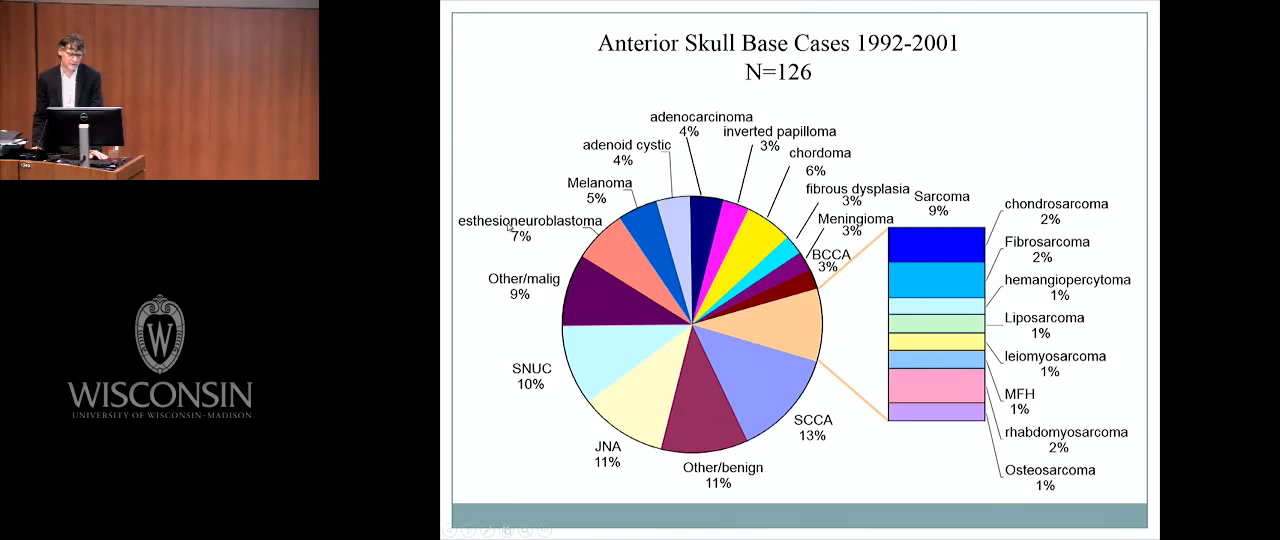 Anterior Skull Base Cases 1992-2001
N=126
adenocarcinoma
4%
inverted papilloma
3%
adenoid cystic
4%
chordoma
6%
Melanoma
5%
fibrous dysplasia
3%
esthesioneuroblastoma
7%
Meningioma
3%
BCCA
3%
Other/malig
9%
SNUC
10%
JNA
11%
Other/benign
11%
SCCA
13%
Sarcoma
9%
chondrosarcoma
2%
Fibrosarcoma
2%
hemangiopercytoma
1%
Liposarcoma
1%
leiomyosarcoma
1%
MFH
1%
rhabdomyosarcoma
2%
Osteosarcoma
1%
W
WISCONSIN
UNIVERSITY OF WISCONSIN–MADISON